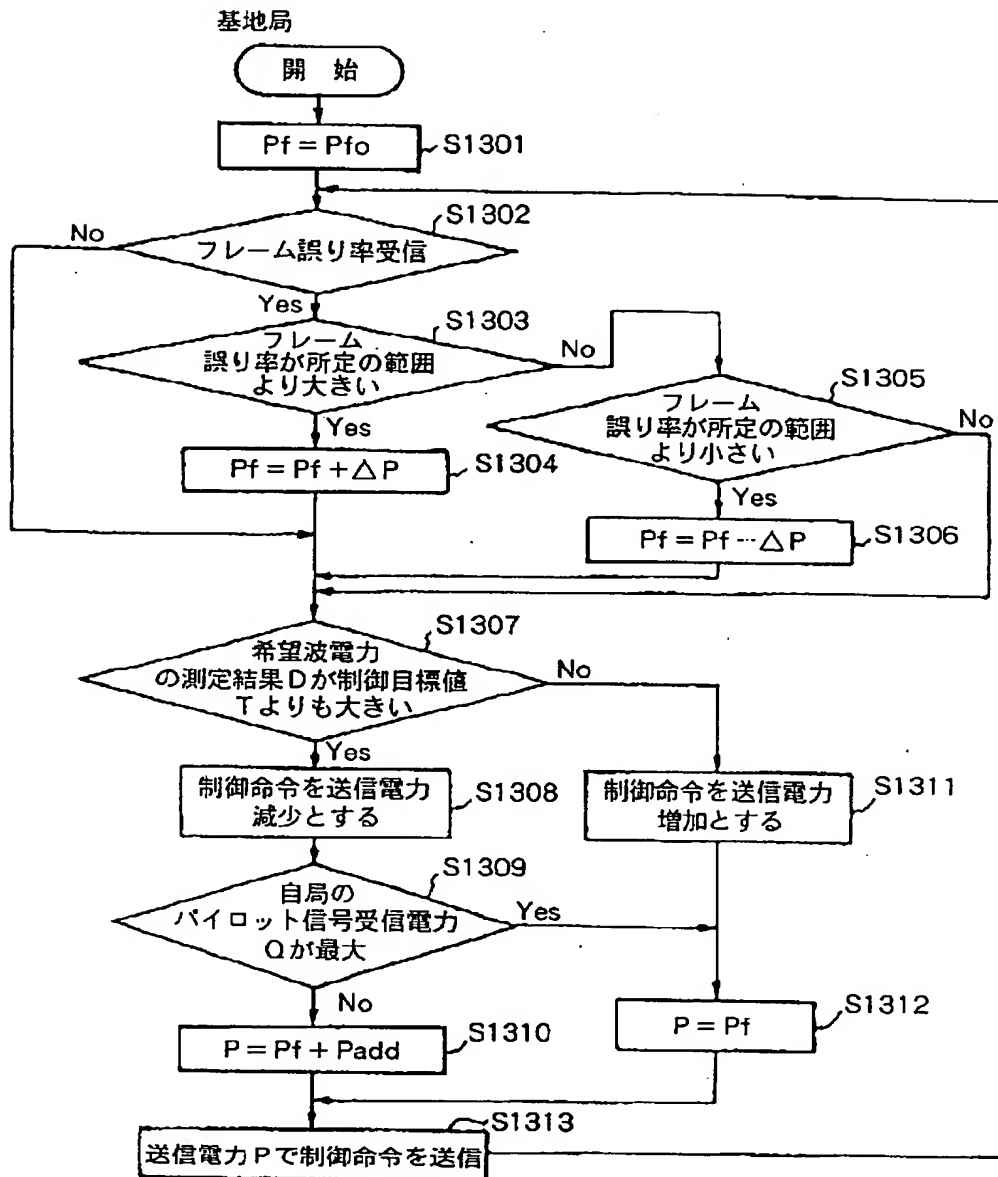 基地局
開 始
Pf = Pfo
S1301
S1302
No
フレーム誤り率受信
Yes
S1303
フレーム
誤り率が所定の範囲
より大きい
No
S1305
フレーム
誤り率が所定の範囲
より小さい
No
Yes
Pf = Pf + △P
S1304
Yes
Pf = Pf -- △P
S1306
S1307
希望波電力
の測定結果Dが制御目標値
Tよりも大きい
No
Yes
制御命令を送信電力
減少とする
S1308
制御命令を送信電力
増加とする
S1311
S1309
自局の
パイロット信号受信電力
Qが最大
Yes
No
P = Pf + Padd
S1310
P = Pf
S1312
S1313
送信電力Pで制御命令を送信